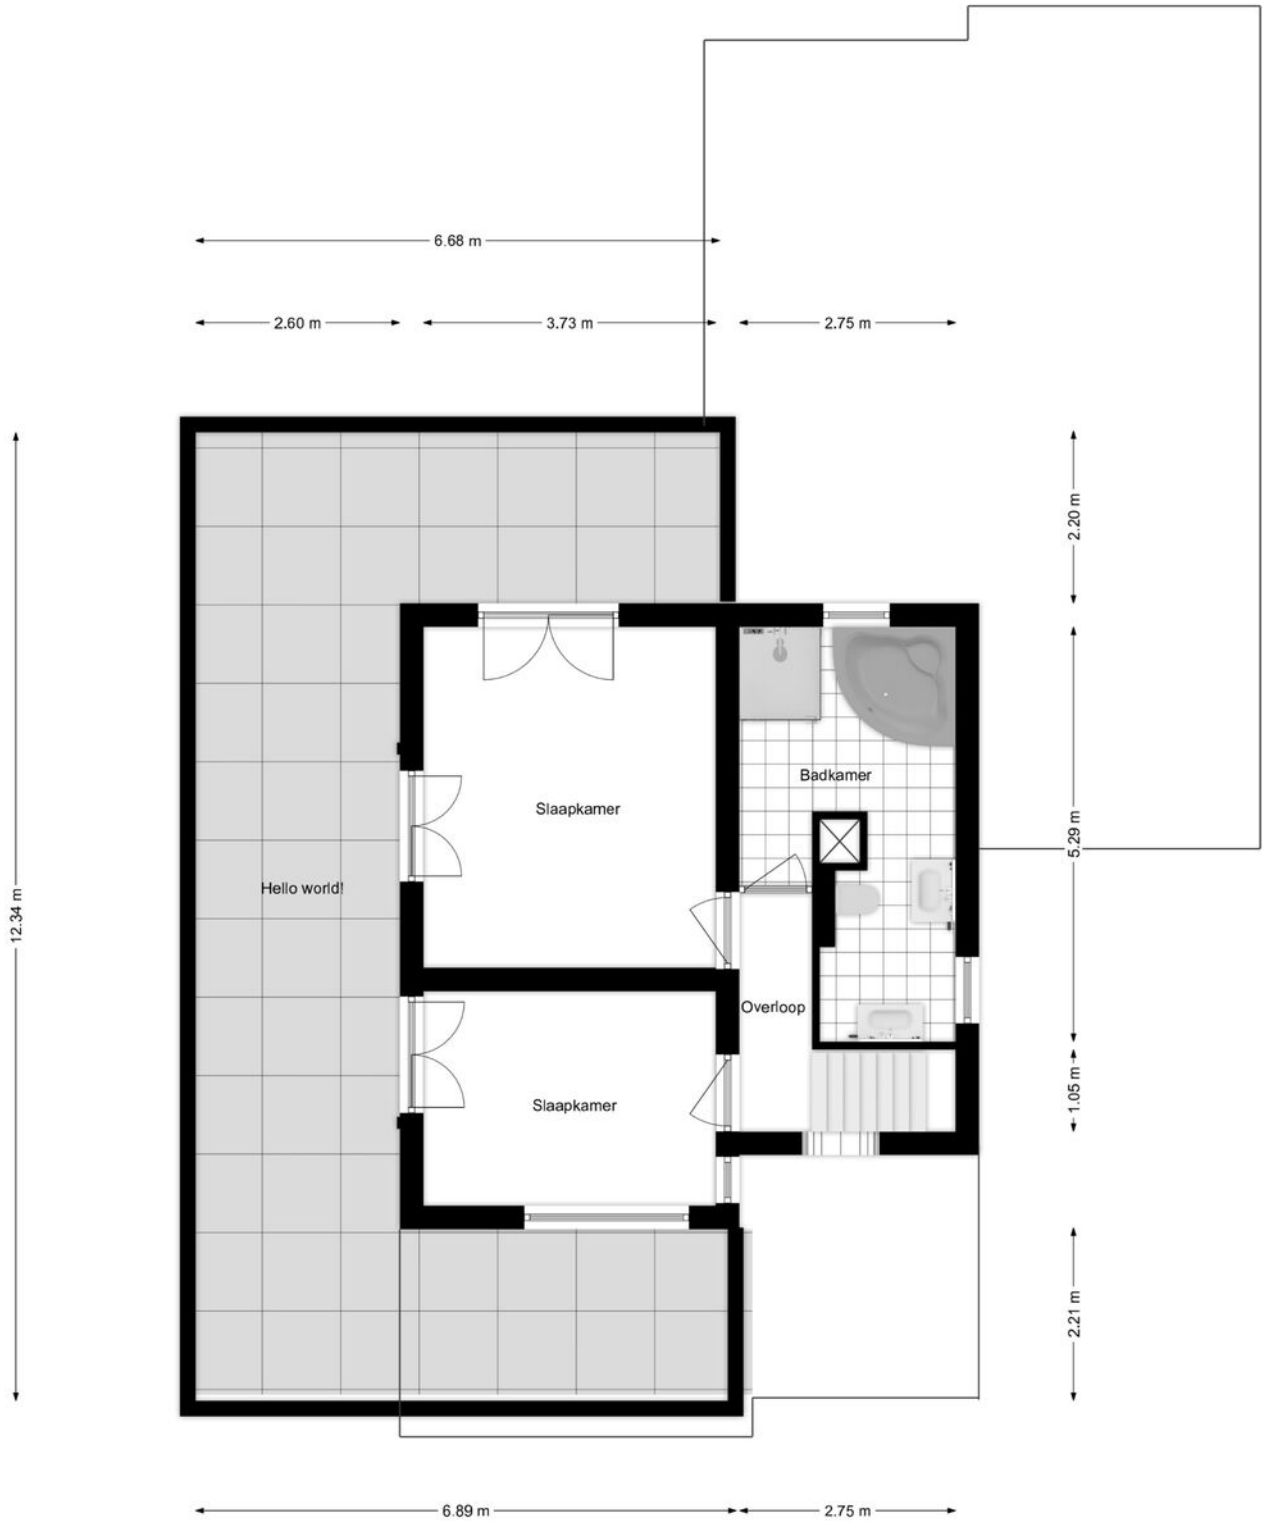 6.68 m
2.60 m
3.73 m
2.75 m
2.20 m
Badkamer
Slaapkamer
5.29 m
Hello world!
12.34 m
Overloop
1.05 m
Slaapkamer
2.21 m
6.89 m
2.75 m